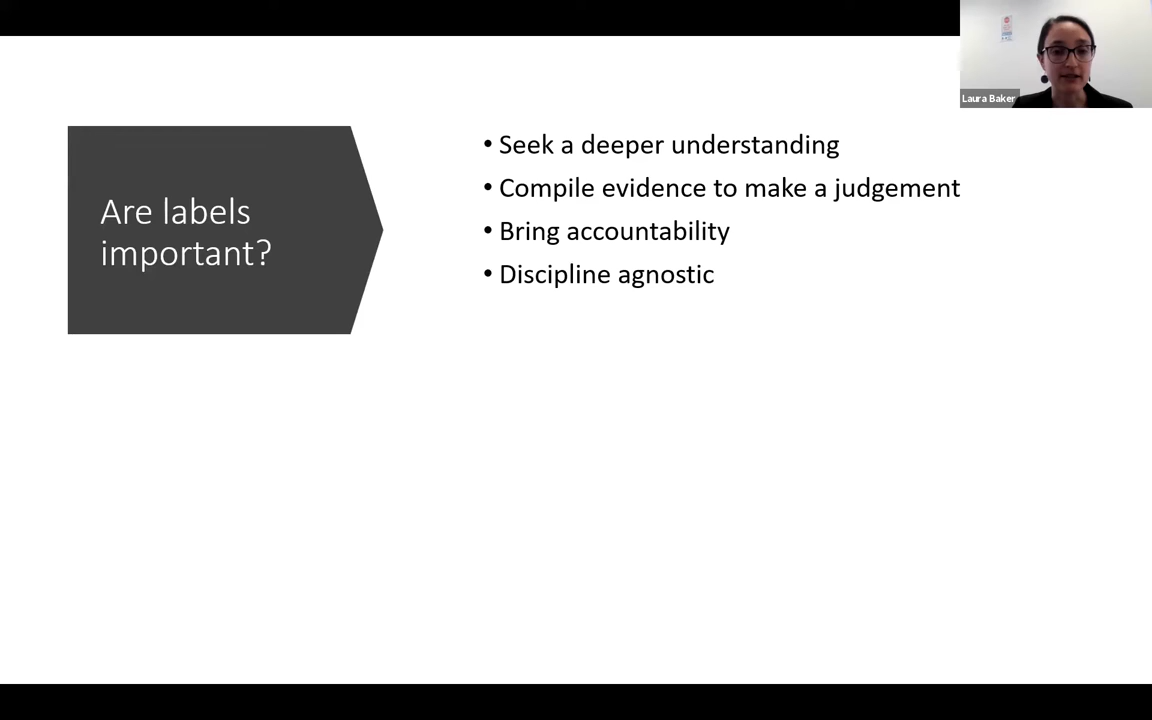 Laura Baker
Are labels
important?
• Seek a deeper understanding
• Compile evidence to make a judgement
• Bring accountability
• Discipline agnostic